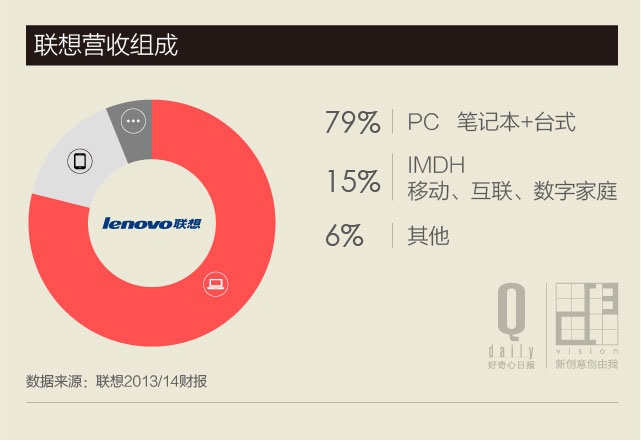 联想营收组成
79% PC 笔记本+台式
15% IMDH
移动、互联、数字家庭
6% 其他
lenovo联想
Q
daily
好奇心日报
vision
新创意创由我
数据来源：联想2013/14财报